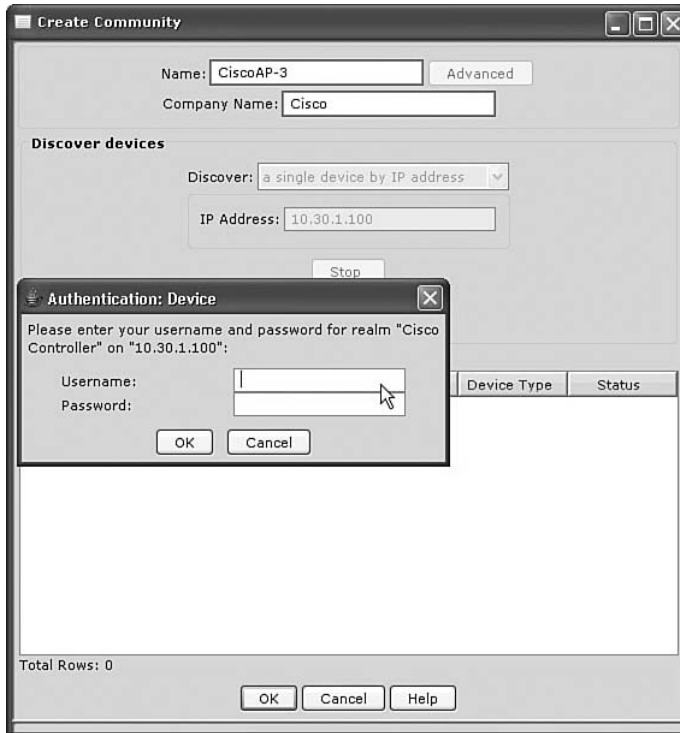 Create Community
Name: CiscoAP-3 Advanced
Company Name: Cisco
Discover devices
Discover: a single device by IP address
IP Address: 10.30.1.100
Stop
Authentication: Device
Please enter your username and password for realm "Cisco
Controller" on "10.30.1.100":
Username:
Password:
OK Cancel
Device Type Status
Total Rows: 0
OK Cancel Help